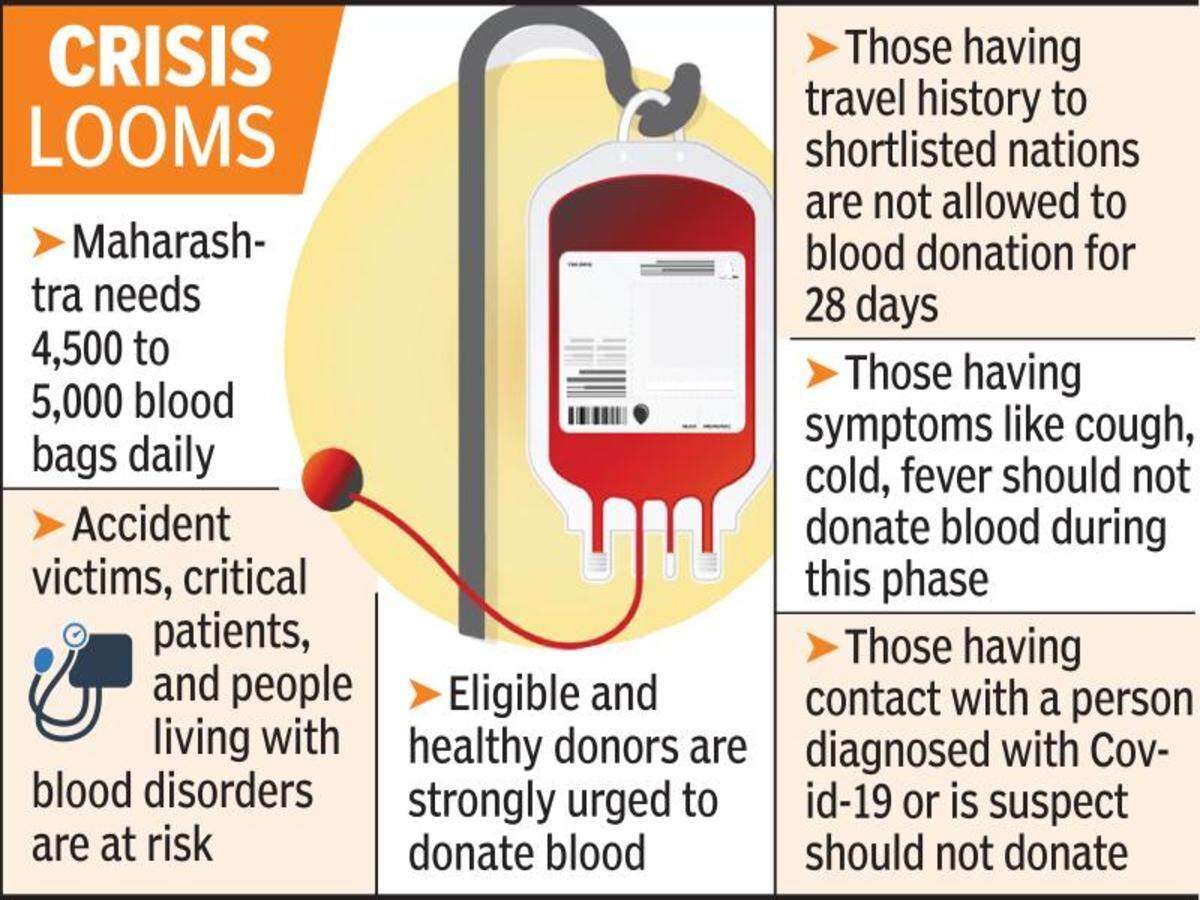 CRISIS
LOOMS
Maharash-
tra needs
4,500 to
5,000 blood
bags daily
Accident
victims, critical
patients,
and people
living with
blood disorders
are at risk
Eligible and
healthy donors are
strongly urged to
donate blood
Those having
travel history to
shortlisted nations
are not allowed to
blood donation for
28 days
Those having
symptoms like cough,
cold, fever should not
donate blood during
this phase
Those having
contact with a person
diagnosed with Cov-
id-19 or is suspect
should not donate